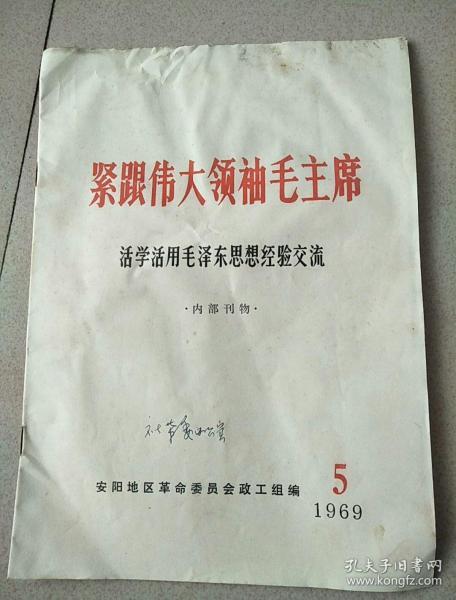 紧跟伟大领袖毛主席
活学活用毛泽东思想经验交流
·内部刊物·
安阳地区革命委员会政工组编
5
1969
孔夫子旧书网
www.kongfz.com